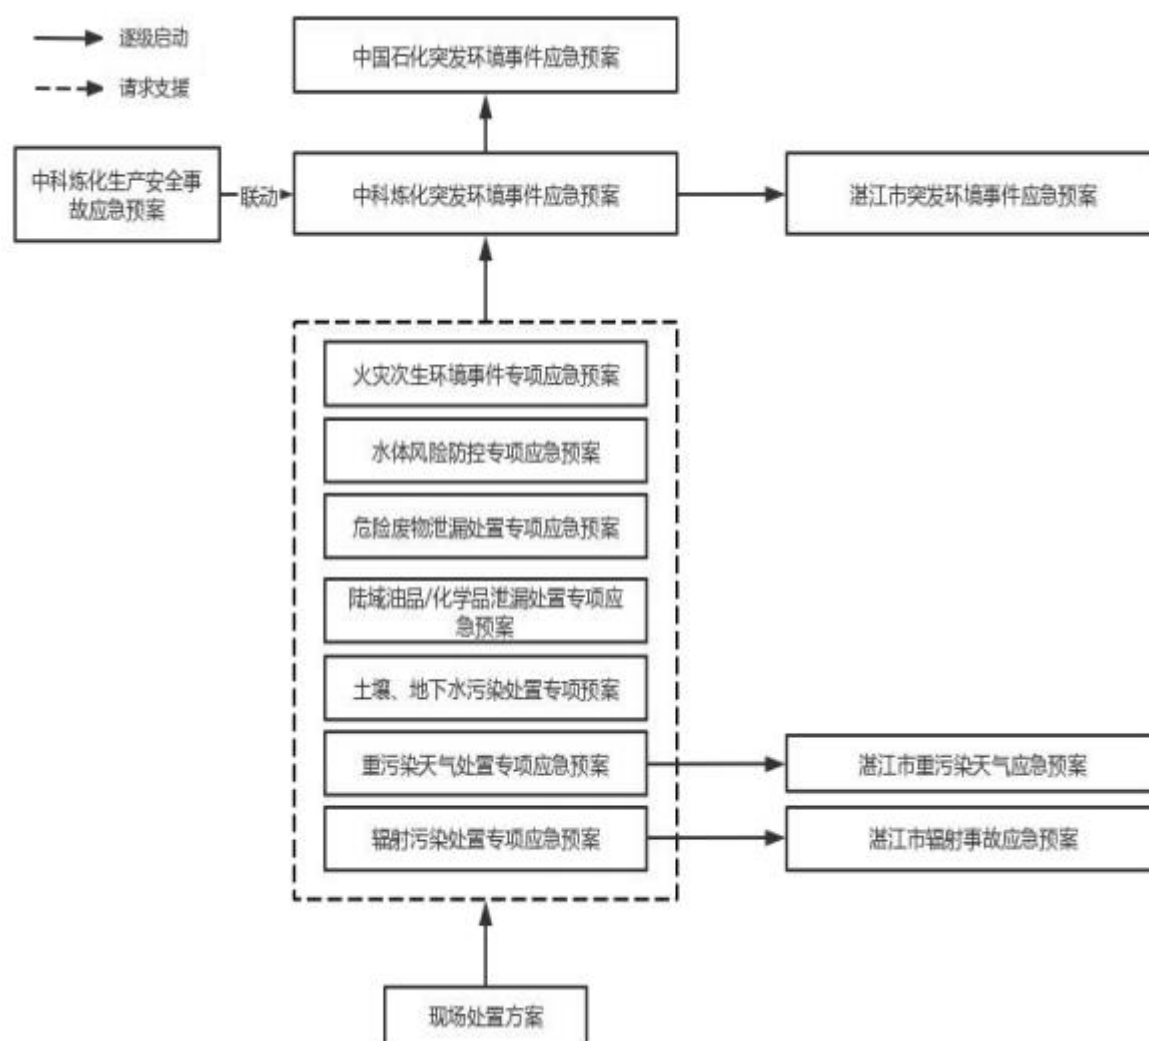 逐级启动
中国石化突发环境事件应急预案
请求支援
中科炼化生产安全事
故应急预案
联动
中科炼化突发环境事件应急预案
湛江市突发环境事件应急预案
火灾次生环境事件专项应急预案
水体风险防控专项应急预案
危险废物泄漏处置专项应急预案
陆域油品/化学品泄漏处置专项应
急预案
土壤、地下水污染处置专项预案
重污染天气处置专项应急预案
湛江市重污染天气应急预案
辐射污染处置专项应急预案
湛江市辐射事故应急预案
现场处置方案